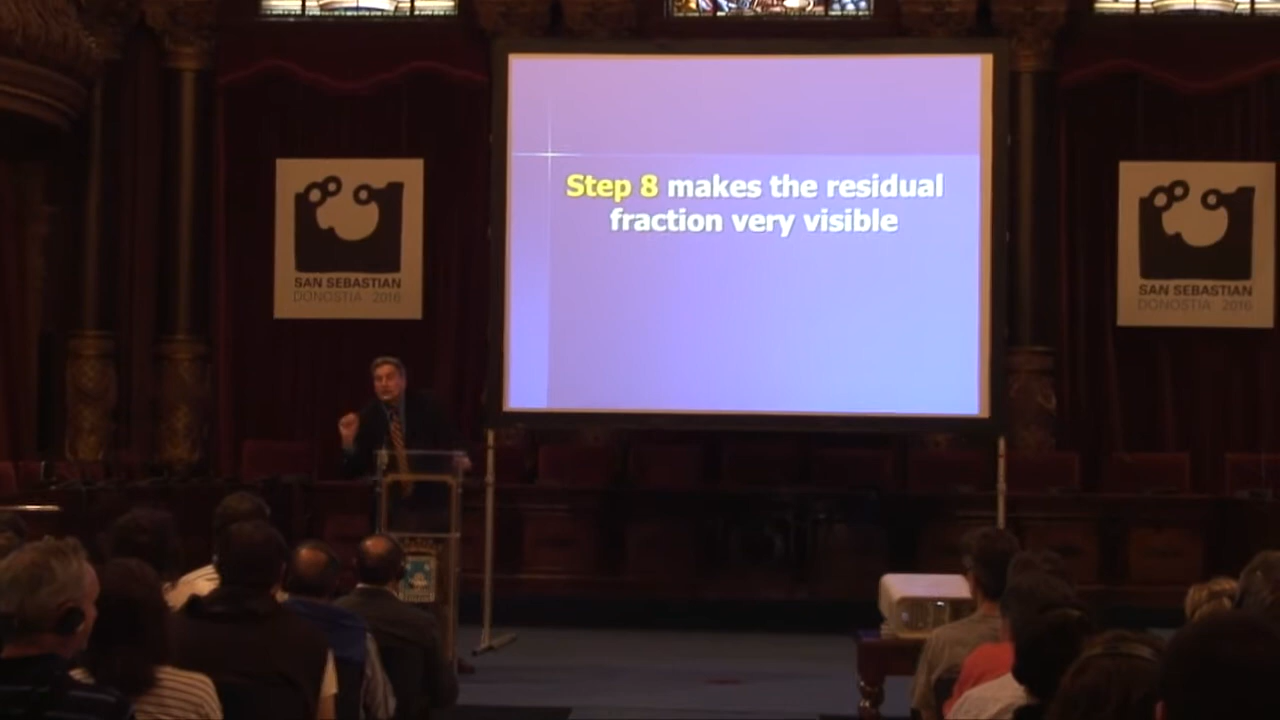 Step 8 makes the residual
fraction very visible
SAN SEBASTIAN
DONOSTIA 2016
SAN SEBASTIAN
DONOSTIA 2016